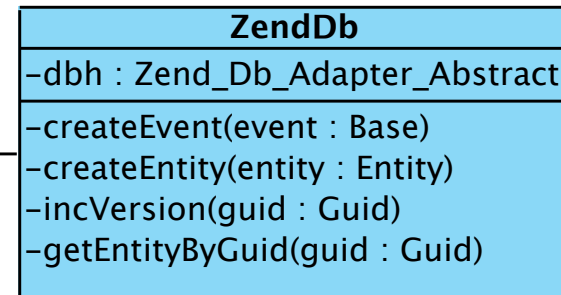 ZendDb
-dbh : Zend_Db_Adapter_Abstract
-createEvent(event : Base)
-createEntity(entity : Entity)
-incVersion(guid : Guid)
-getEntityByGuid(guid : Guid)